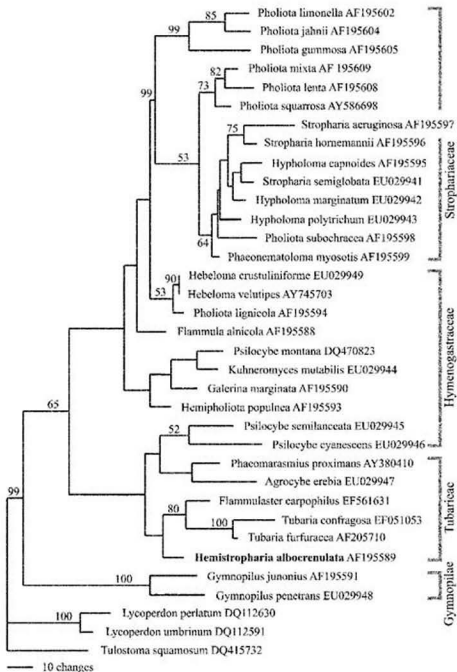 Pholiota limonella AF195602
Pholiota jahnii AF195604
Pholiota gummosa AF195605
Pholiota mixta AF 195609
Pholiota lenta AF195608
Pholiota squarrosa AY586698
Stropharia aeruginosa AF195597
Stropharia hornemannii AF195596
Hypholoma capnoides AF195595
Stropharia semiglobata EU029941
Hypholoma marginatum EU029942
Hypholoma polytrichum EU029943
Pholiota subochracea AF195598
Phaeonematoloma myosotis AF195599
Hebeloma crustuliniforme EU029949
Hebeloma velutipes AY745703
Pholiota lignicola AF195594
Flammula alnicola AF195588
Psilocybe montana DQ470823
Kuhneromyces mutabilis EU029944
Galerina marginata AF195590
Hemipholiota populnea AF195593
Psilocybe semilanceata EU029945
Psilocybe cyanescens EU029946
Phaeomarasmius proximans AY380410
Agrocybe erebia EU029947
Flammulaster carpophilus EF561631
Tubaria confragosa EF051053
Tubaria furfuracea AF205710
Hemistropharia albocrenulata AF195589
Gymnopilus junonius AF195591
Gymnopilus penetrans EU029948
Lycoperdon perlatum DQ112630
Lycoperdon umbrinum DQ112591
Tulostoma squamosum DQ415732
10 changes
85
99
82
73
99
75
53
64
90
53
65
52
80
100
99
100
100
Strophariaceae
Hymenogastraceae
Tubarieae
Gymnopilae